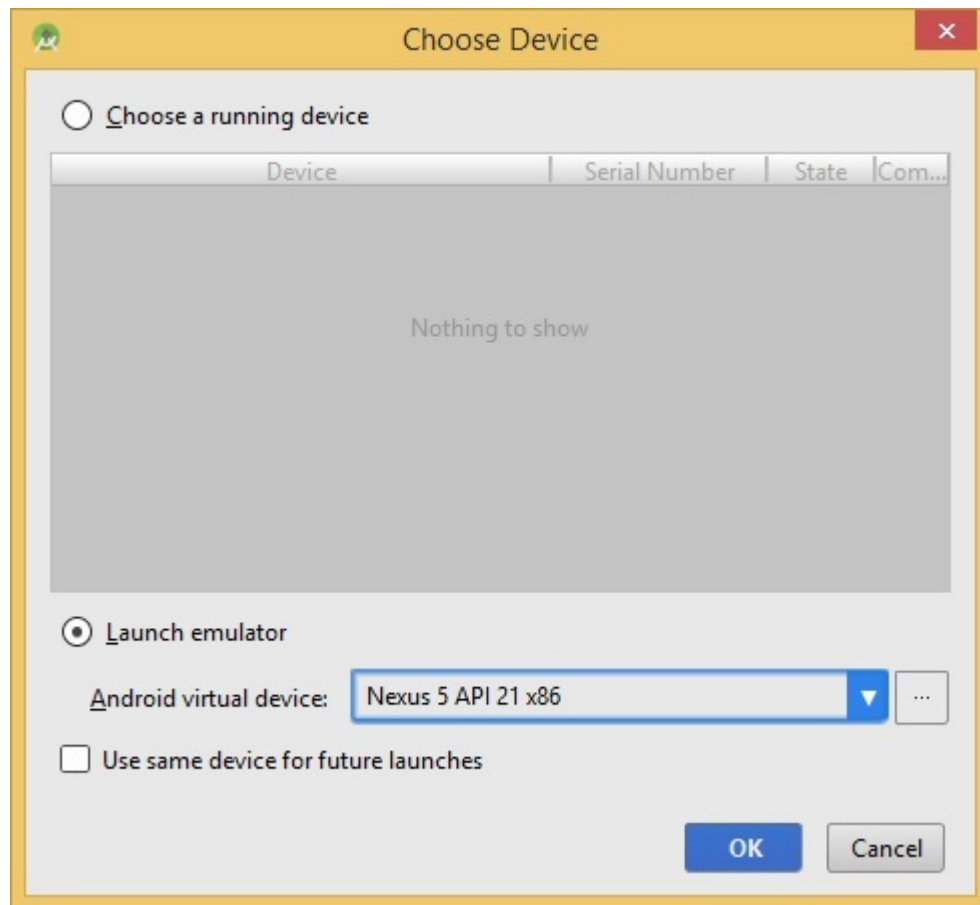 Choose Device
Choose a running device
Device Serial Number State Com...
Nothing to show
Launch emulator
Android virtual device: Nexus 5 API 21 x86 ...
Use same device for future launches
OK Cancel